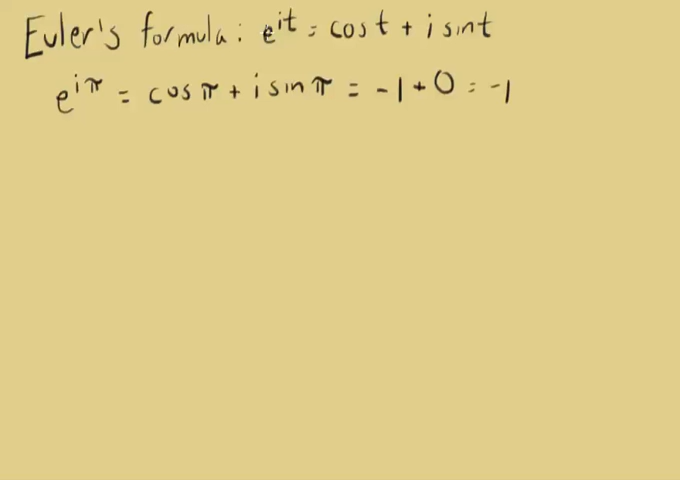 Euler's formula: e^{it} = cos t + i sin t
e^{iπ} = cos π + i sin π = -1 + 0 = -1